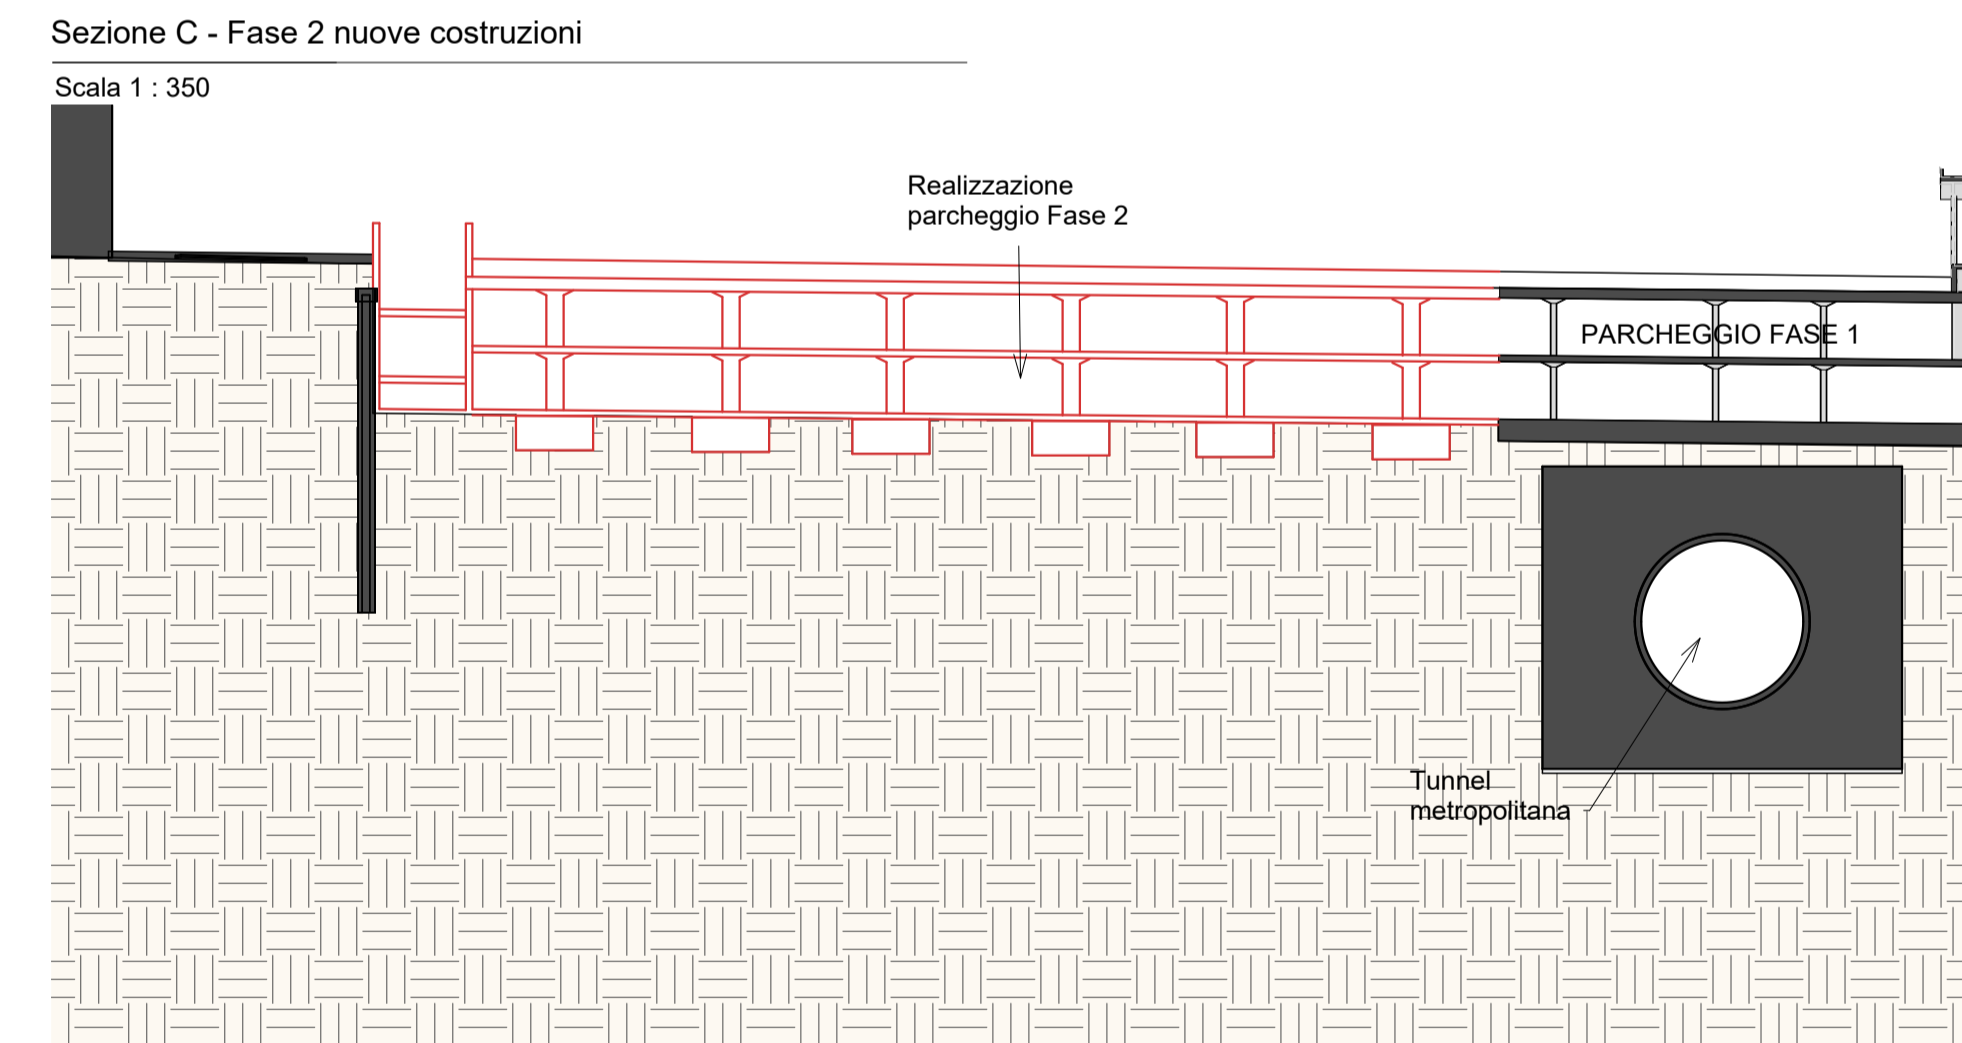 Sezione C - Fase 2 nuove costruzioni
Scala 1 : 350
Realizzazione
parcheggio Fase 2
PARCHEGGIO FASE 1
Tunnel
metropolitana